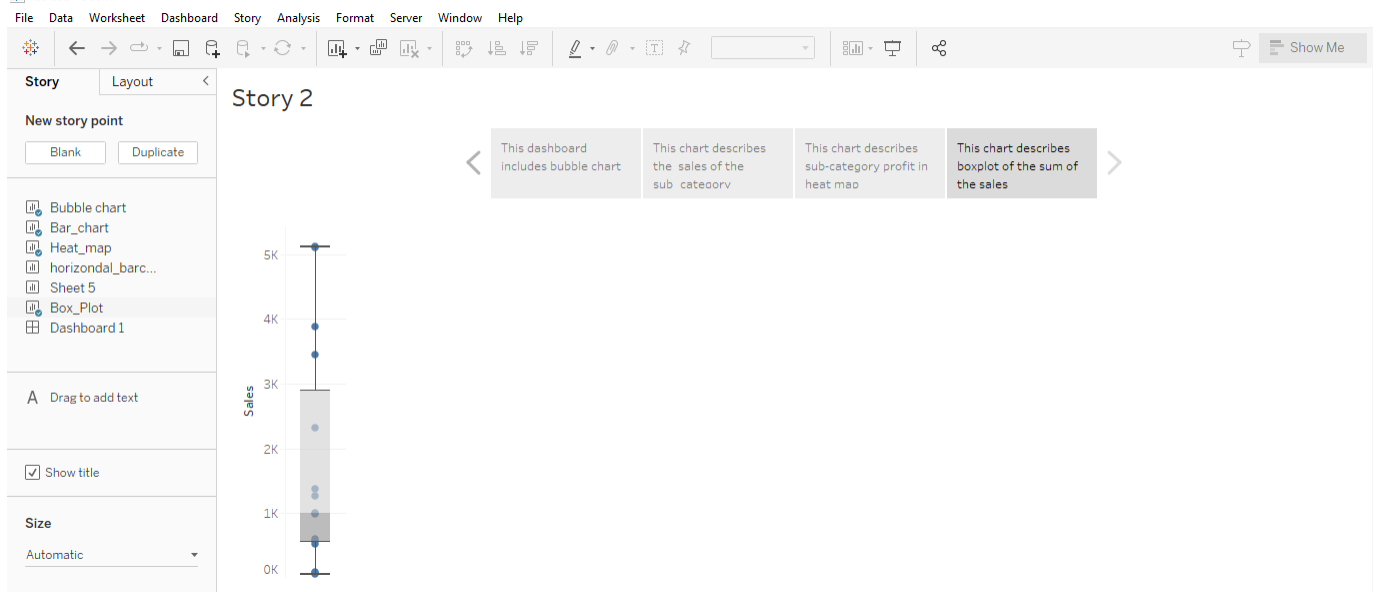 File Data Worksheet Dashboard Story Analysis Format Server Window Help
Show Me
Story Layout
New story point
Blank Duplicate
Bubble chart
Bar_chart
Heat_map
horizondal_barc...
Sheet 5
Box_Plot
Dashboard 1
A Drag to add text
Show title
Size
Automatic
Story 2
This dashboard
includes bubble chart
This chart describes
the sales of the
sub_category
This chart describes
sub-category profit in
heat map
This chart describes
boxplot of the sum of
the sales
5K
4K
3K
2K
1K
0K
Sales